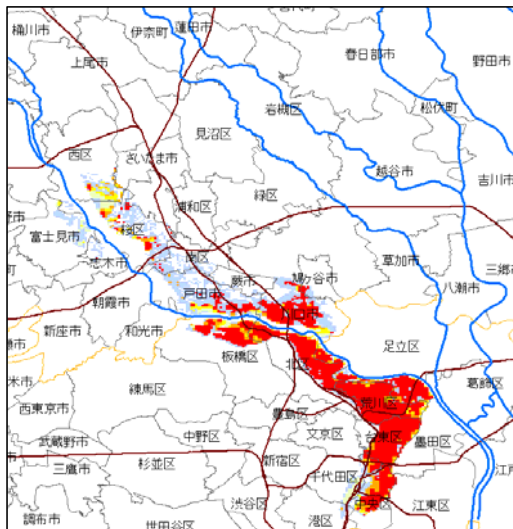 桶川市
伊奈町
蓮田市
上尾市
春日部市
野田市
岩槻区
松伏町
見沼区
西区
さいたま市
越谷市
吉川市
緑区
浦和区
桜区
富士見市
南区
草加市
志木市
蕨市
鳩ヶ谷市
戸田市
八潮市
朝霞市
川口市
新座市
和光市
足立区
板橋区
北区
練馬区
葛飾区
西東京市
荒川区
豊島区
文京区
台東区
墨田区
武蔵野市
中野区
三鷹市
杉並区
新宿区
千代田区
中央区
江東区
渋谷区
調布市
世田谷区
港区